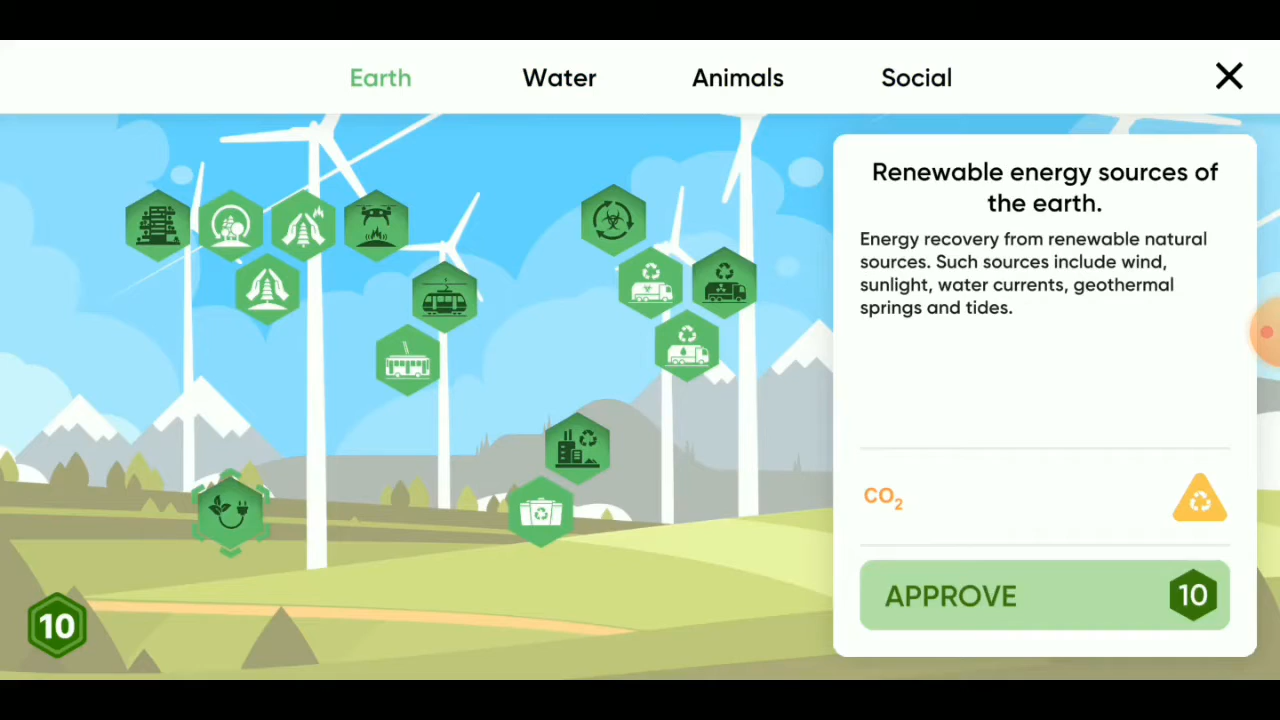 Earth Water Animals Social
Renewable energy sources of
the earth.
Energy recovery from renewable natural
sources. Such sources include wind,
sunlight, water currents, geothermal
springs and tides.
CO₂
APPROVE 10
10